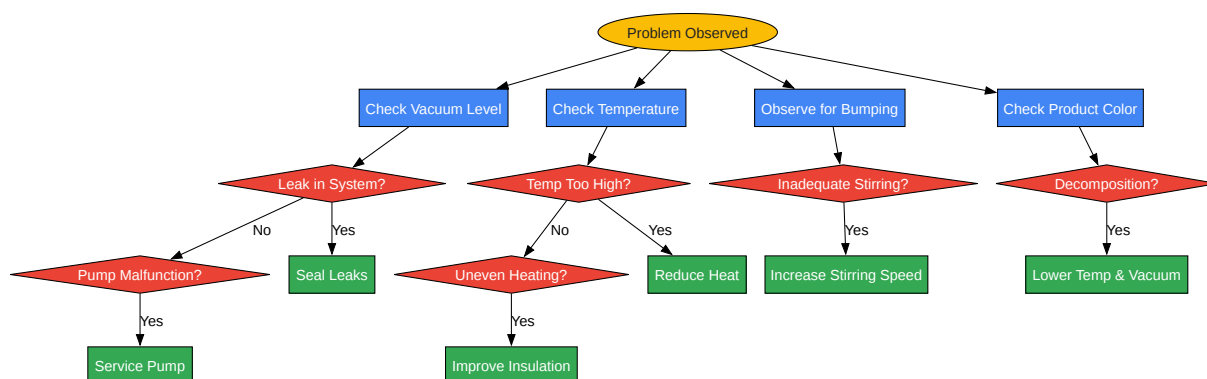 Problem Observed
Check Vacuum Level
Check Temperature
Observe for Bumping
Check Product Color
Leak in System?
Temp Too High?
Inadequate Stirring?
Decomposition?
No
Yes
No
Yes
Yes
Yes
Pump Malfunction?
Seal Leaks
Uneven Heating?
Reduce Heat
Increase Stirring Speed
Lower Temp & Vacuum
Yes
Yes
Service Pump
Improve Insulation